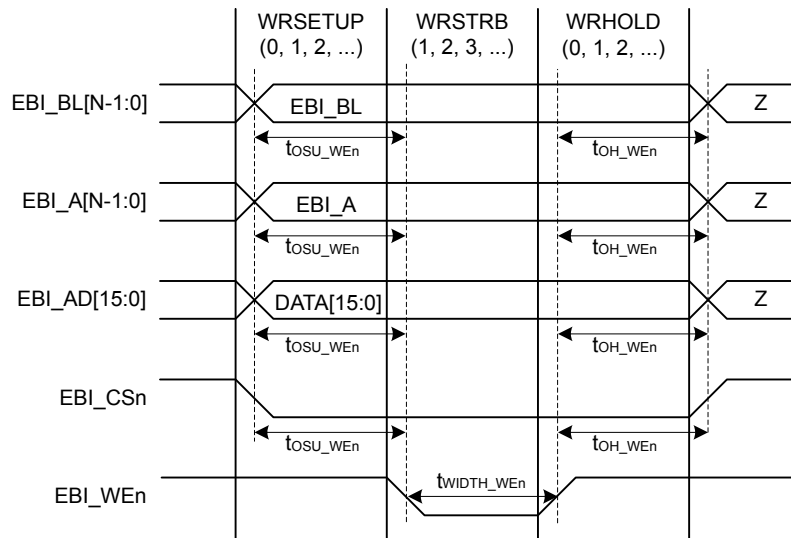 WRSETUP WRSTRB WRHOLD
(0, 1, 2, ...) (1, 2, 3, ...) (0, 1, 2, ...)
EBI_BL[N-1:0] EBI_BL Z
tOSU_WEn tOH_WEn
EBI_A[N-1:0] EBI_A Z
tOSU_WEn tOH_WEn
EBI_AD[15:0] DATA[15:0] Z
tOSU_WEn tOH_WEn
EBI_CSn
tOSU_WEn tOH_WEn
EBI_WEn tWIDTH_WEn